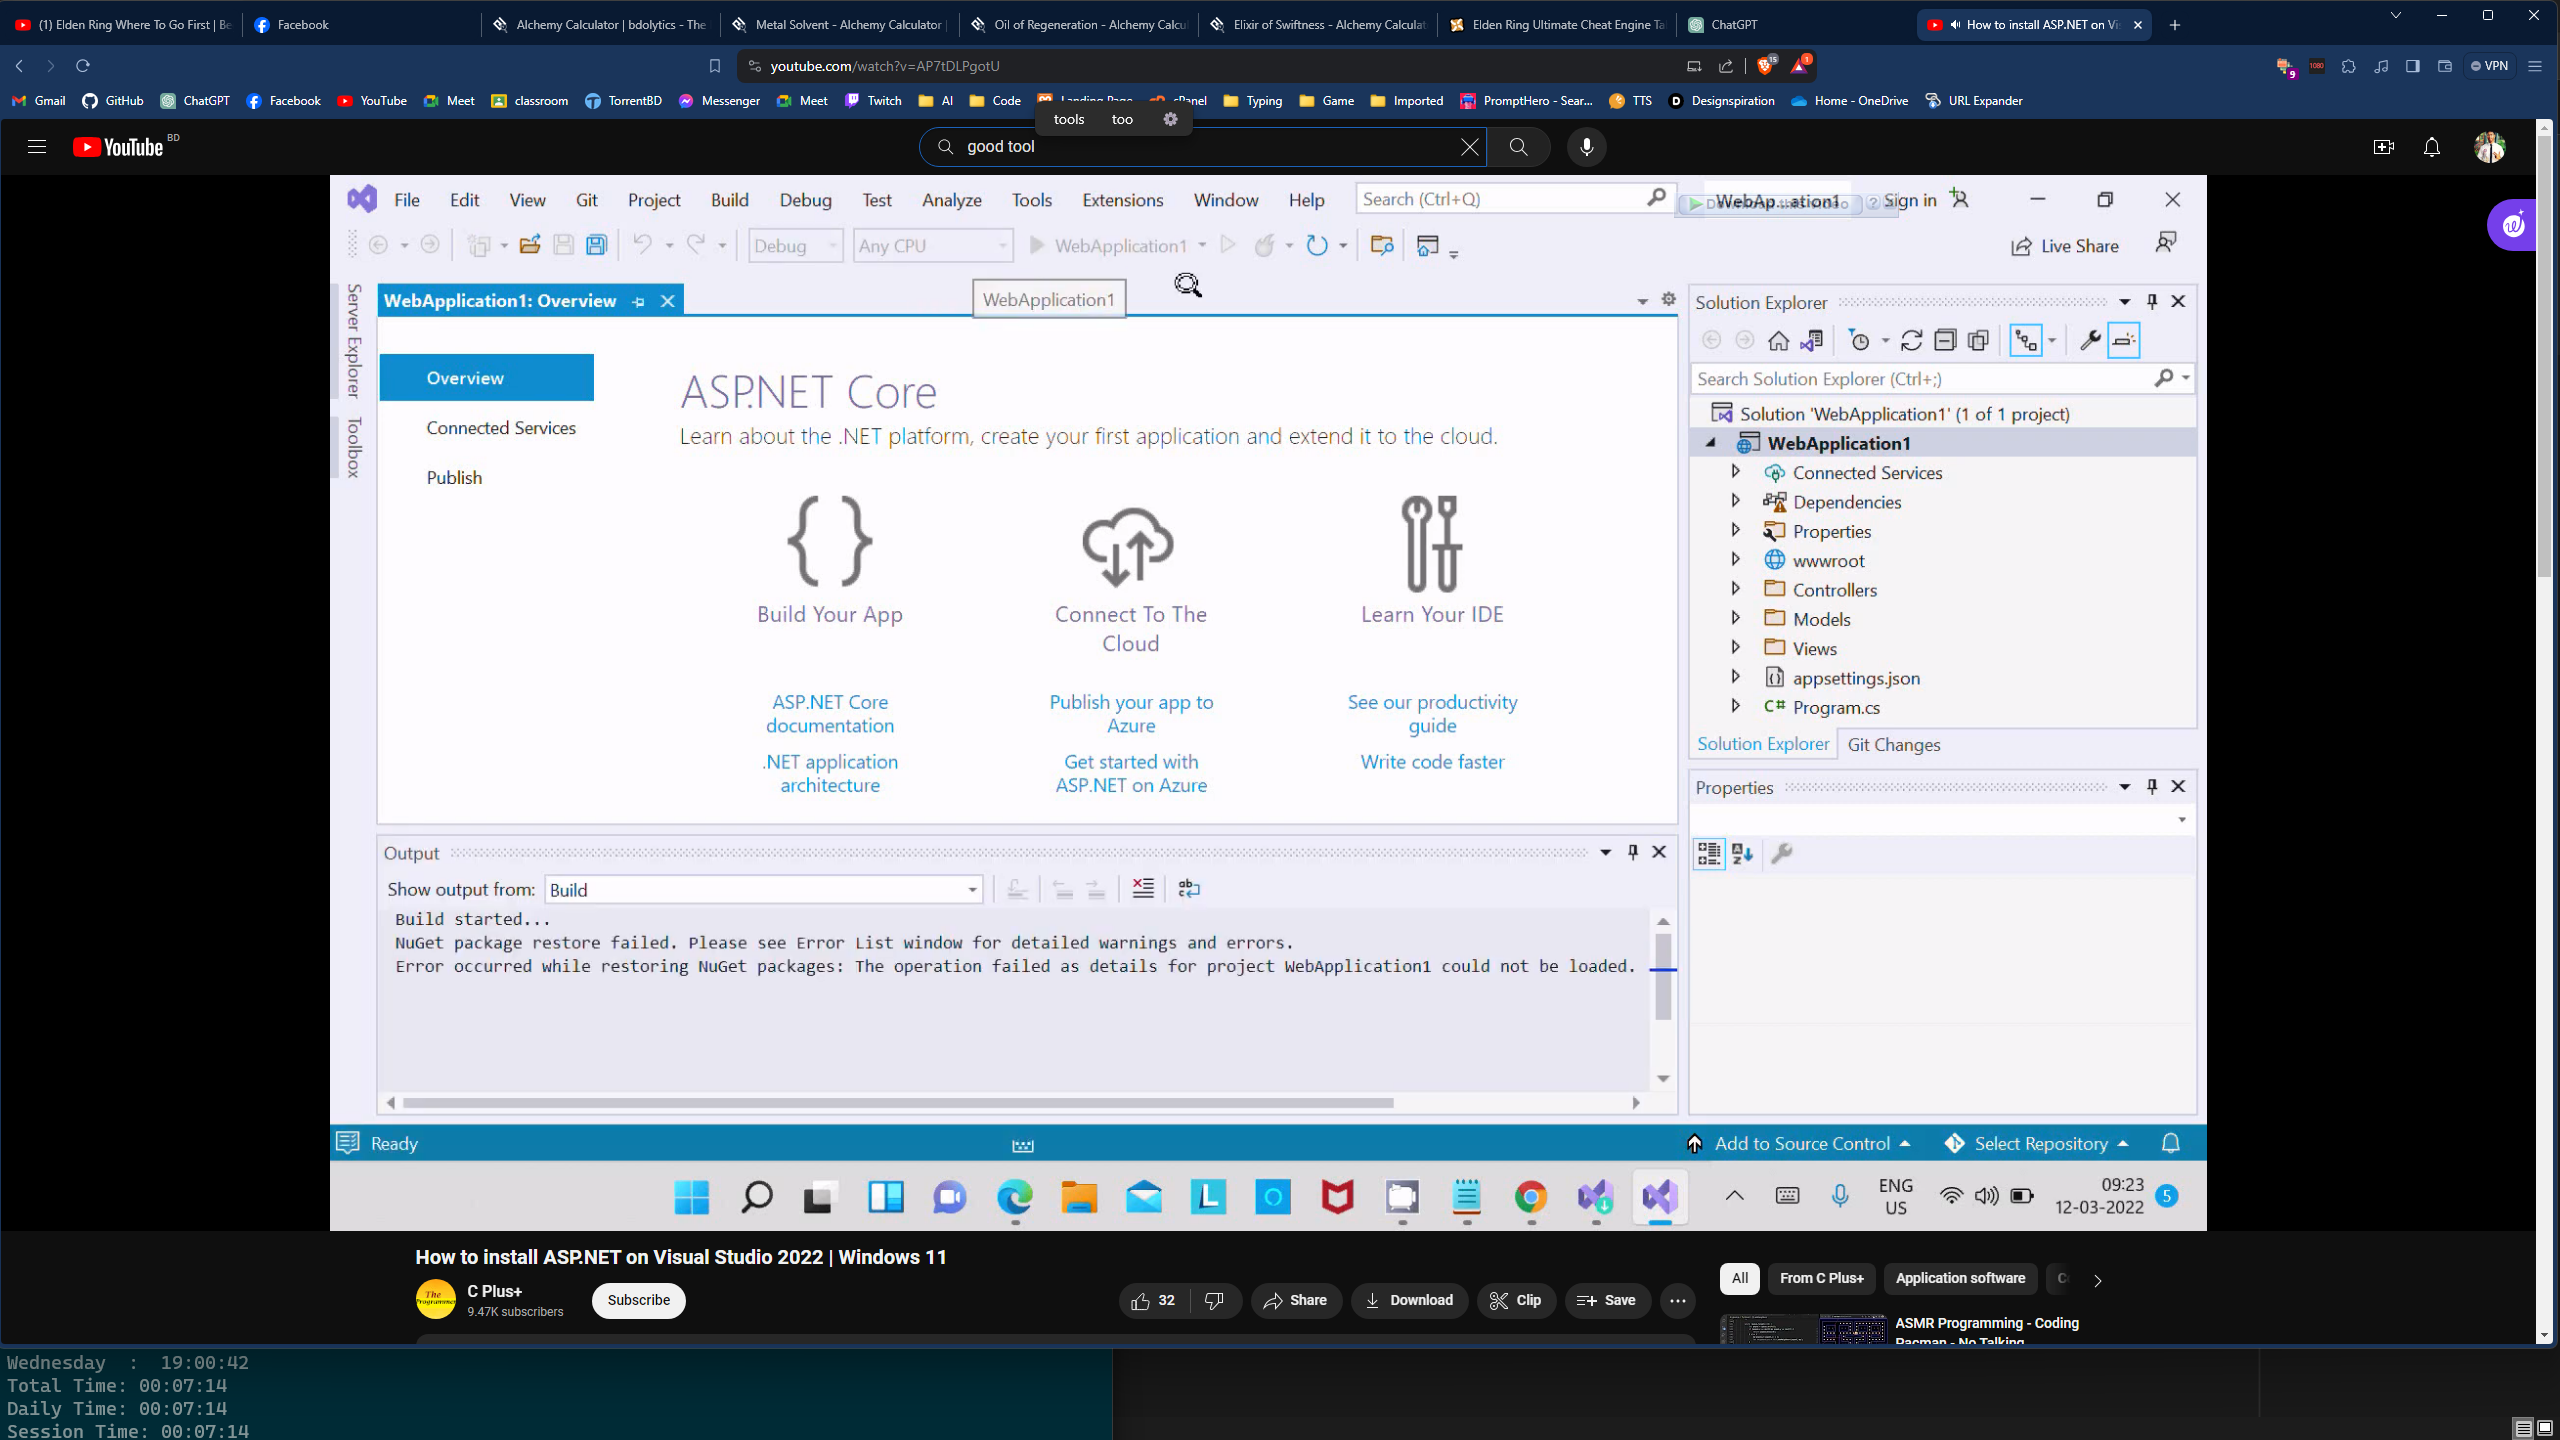 (1) Elden Ring Where To Go First | Be
Facebook
Alchemy Calculator | bdolytics - The
Metal Solvent - Alchemy Calculator
Oil of Regeneration - Alchemy Calcul
Elixir of Swiftness - Alchemy Calculat
Elden Ring Ultimate Cheat Engine Ta
ChatGPT
How to install ASP.NET on Vi
youtube.com/watch?v=AP7tDLPgotU
15
1
9
1080
VPN
Gmail
GitHub
ChatGPT
Facebook
YouTube
Meet
classroom
TorrentBD
Messenger
Meet
Twitch
AI
Code
Landing Page
cPanel
Typing
Game
Imported
PromptHero - Sear...
TTS
Designspiration
Home - OneDrive
URL Expander
tools too
YouTube BD
good tool
File Edit View Git Project Build Debug Test Analyze Tools Extensions Window Help
Search (Ctrl+Q)
WebAp...ation1
Sign in
Debug
Any CPU
WebApplication1
Live Share
Server Explorer
Toolbox
WebApplication1: Overview
WebApplication1
Overview
Connected Services
Publish
ASP.NET Core
Learn about the .NET platform, create your first application and extend it to the cloud.
Build Your App
Connect To The
Cloud
Learn Your IDE
ASP.NET Core
documentation
Publish your app to
Azure
See our productivity
guide
.NET application
architecture
Get started with
ASP.NET on Azure
Write code faster
Solution Explorer
Search Solution Explorer (Ctrl+;)
Solution 'WebApplication1' (1 of 1 project)
WebApplication1
Connected Services
Dependencies
Properties
wwwroot
Controllers
Models
Views
appsettings.json
C# Program.cs
Solution Explorer Git Changes
Properties
Output
Show output from: Build
Build started...
NuGet package restore failed. Please see Error List window for detailed warnings and errors.
Error occurred while restoring NuGet packages: The operation failed as details for project WebApplication1 could not be loaded.
Ready
Add to Source Control
Select Repository
ENG
US
09:23
12-03-2022
5
How to install ASP.NET on Visual Studio 2022 | Windows 11
The
Programmer
C Plus+
9.47K subscribers
Subscribe
32
Share
Download
Clip
Save
All
From C Plus+
Application software
ASMR Programming - Coding
Pacman - No Talking
Wednesday : 19:00:42
Total Time: 00:07:14
Daily Time: 00:07:14
Session Time: 00:07:14